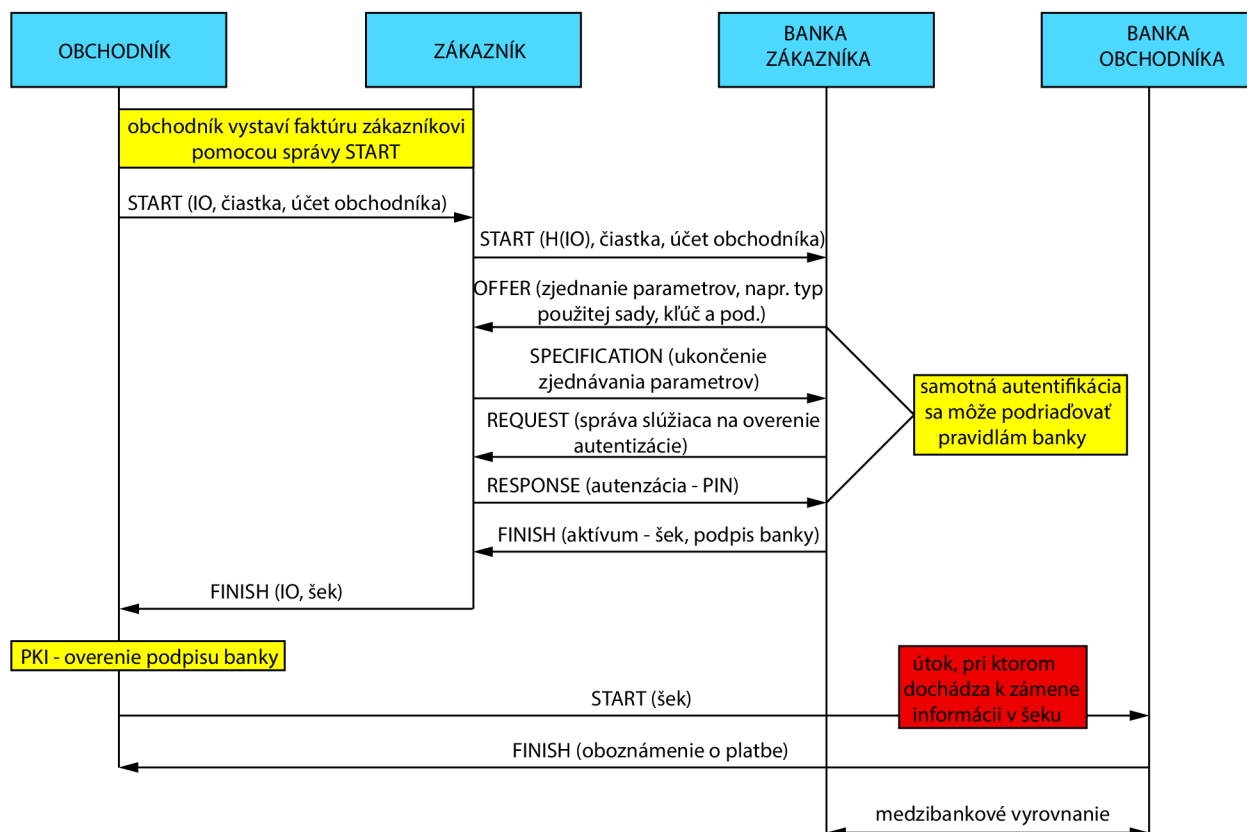 OBCHODNÍK
ZÁKAZNÍK
BANKA
ZÁKAZNÍKA
BANKA
OBCHODNÍKA
obchodník vystaví faktúru zákazníkovi
pomocou správy START
START (IO, čiastka, účet obchodníka)
START (H(IO), čiastka, účet obchodníka)
OFFER (zjednanie parametrov, napr. typ
použitej sady, kľúč a pod.)
SPECIFICATION (ukončenie
zjednávania parametrov)
samotná autentifikácia
sa môže podriaďovať
pravidlám banky
REQUEST (správa slúžiaca na overenie
autentizácie)
RESPONSE (autenzácia - PIN)
FINISH (aktívum - šek, podpis banky)
FINISH (IO, šek)
PKI - overenie podpisu banky
útok, pri ktorom
dochádza k zámene
informácii v šeku
START (šek)
FINISH (oboznámenie o platbe)
medzibankové vyrovnanie